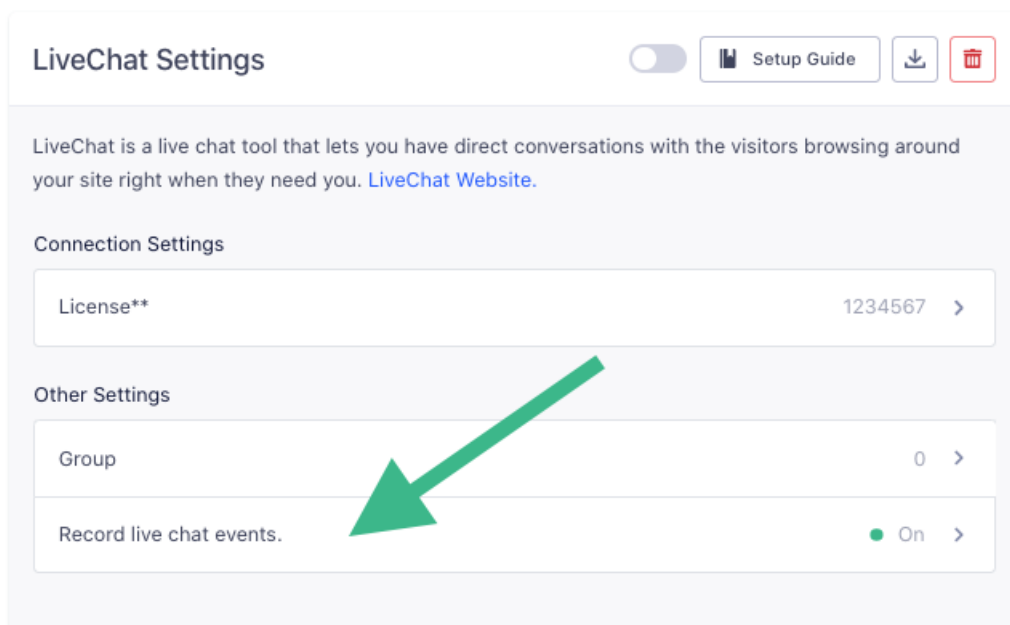 LiveChat Settings
Setup Guide
LiveChat is a live chat tool that lets you have direct conversations with the visitors browsing around
your site right when they need you. LiveChat Website.
Connection Settings
License** 1234567
Other Settings
Group 0
Record live chat events. On